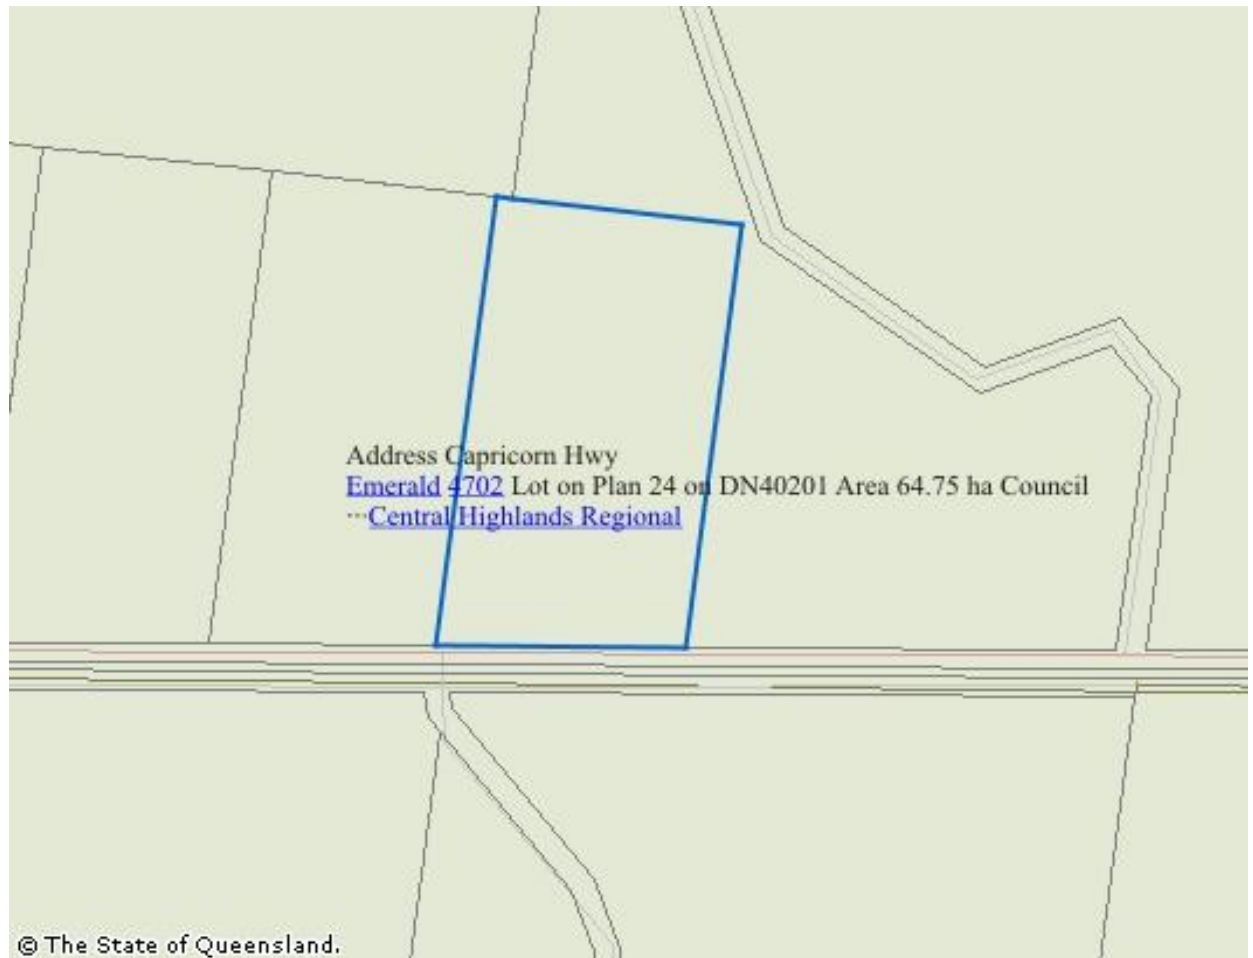 Address Capricorn Hwy
Emerald 4702 Lot on Plan 24 on DN40201 Area 64.75 ha Council
···Central Highlands Regional
© The State of Queensland.